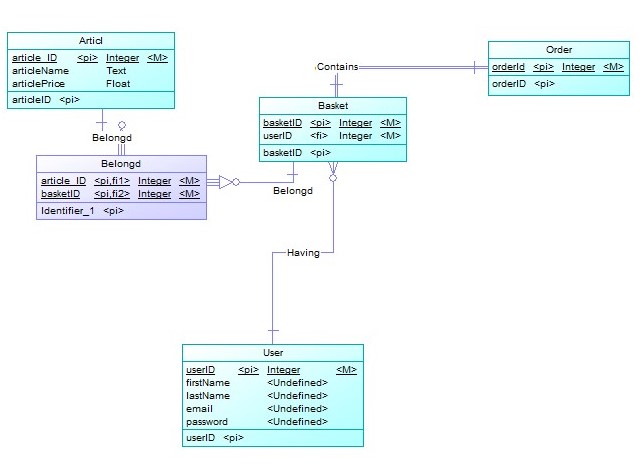 Articl
article_ID <pi> Integer <M>
articleName Text
articlePrice Float
articleID <pi>
Order
orderId <pi> Integer <M>
orderID <pi>
Contains
Basket
basketID <pi> Integer <M>
userID <fi> Integer <M>
basketID <pi>
Belongd
Belongd
article_ID <pi,fi1> Integer <M>
basketID <pi,fi2> Integer <M>
Identifier_1 <pi>
Belongd
Having
User
userID <pi> Integer <M>
firstName <Undefined>
lastName <Undefined>
email <Undefined>
password <Undefined>
userID <pi>